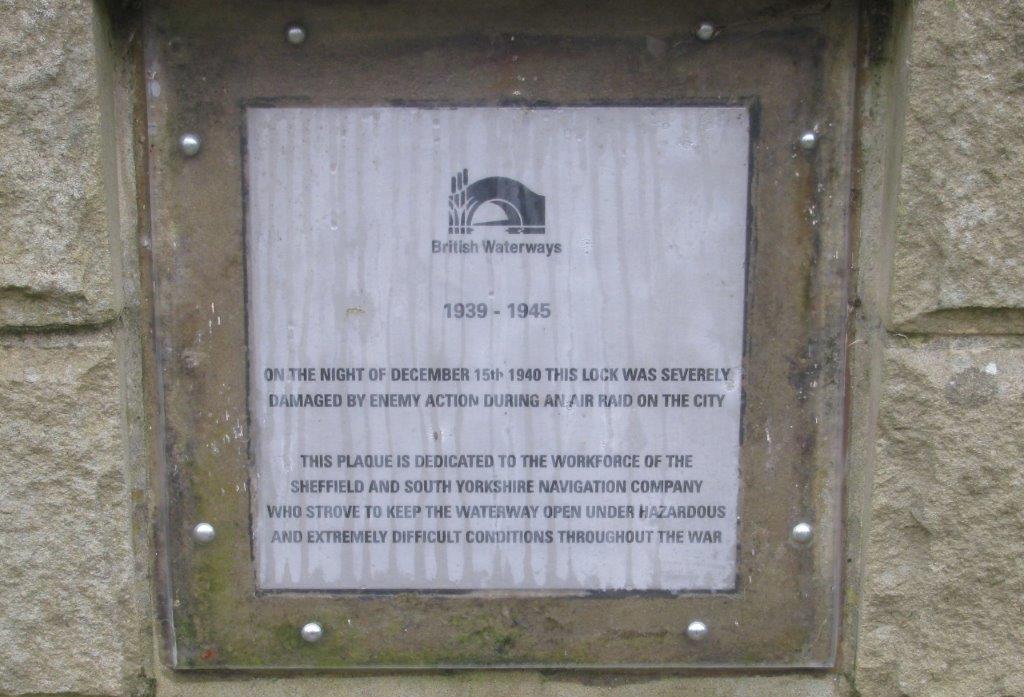 British Waterways
1939 - 1945
ON THE NIGHT OF DECEMBER 15th 1940 THIS LOCK WAS SEVERELY
DAMAGED BY ENEMY ACTION DURING AN AIR RAID ON THE CITY
THIS PLAQUE IS DEDICATED TO THE WORKFORCE OF THE
SHEFFIELD AND SOUTH YORKSHIRE NAVIGATION COMPANY
WHO STROVE TO KEEP THE WATERWAY OPEN UNDER HAZARDOUS
AND EXTREMELY DIFFICULT CONDITIONS THROUGHOUT THE WAR